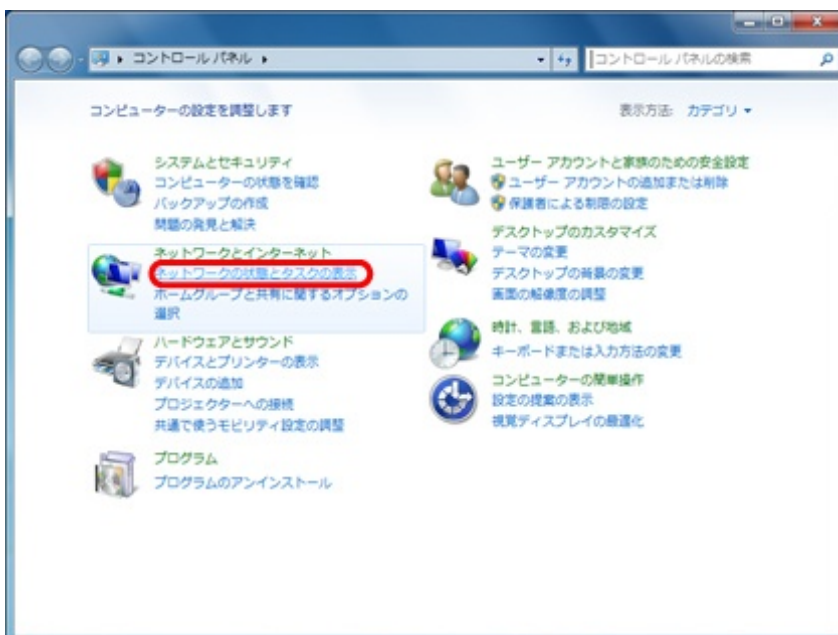 コントロール パネル
コントロール パネルの検索
コンピューターの設定を調整します
表示方法: カテゴリ
システムとセキュリティ
コンピューターの状態を確認
バックアップの作成
問題の発見と解決
ネットワークとインターネット
ネットワークの状態とタスクの表示
ホームグループと共有に関するオプションの
選択
ハードウェアとサウンド
デバイスとプリンターの表示
デバイスの追加
プロジェクターへの接続
共通で使うモビリティ設定の調整
プログラム
プログラムのアンインストール
ユーザー アカウントと家族のための安全設定
ユーザー アカウントの追加または削除
保護者による制限の設定
デスクトップのカスタマイズ
テーマの変更
デスクトップの背景の変更
画面の解像度の調整
時計、言語、および地域
キーボードまたは入力方法の変更
コンピューターの簡単操作
設定の提案の表示
視覚ディスプレイの最適化